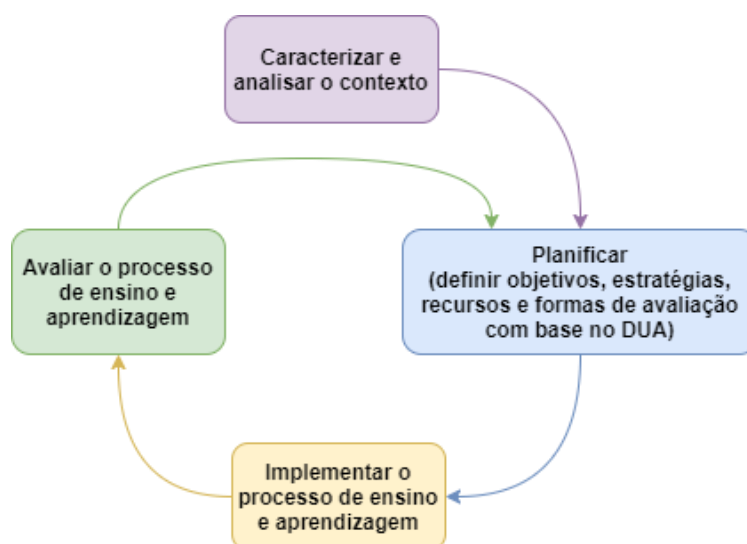 Caracterizar e
analisar o contexto
Planificar
(definir objetivos, estratégias,
recursos e formas de avaliação
com base no DUA)
Implementar o
processo de ensino
e aprendizagem
Avaliar o processo
de ensino e
aprendizagem